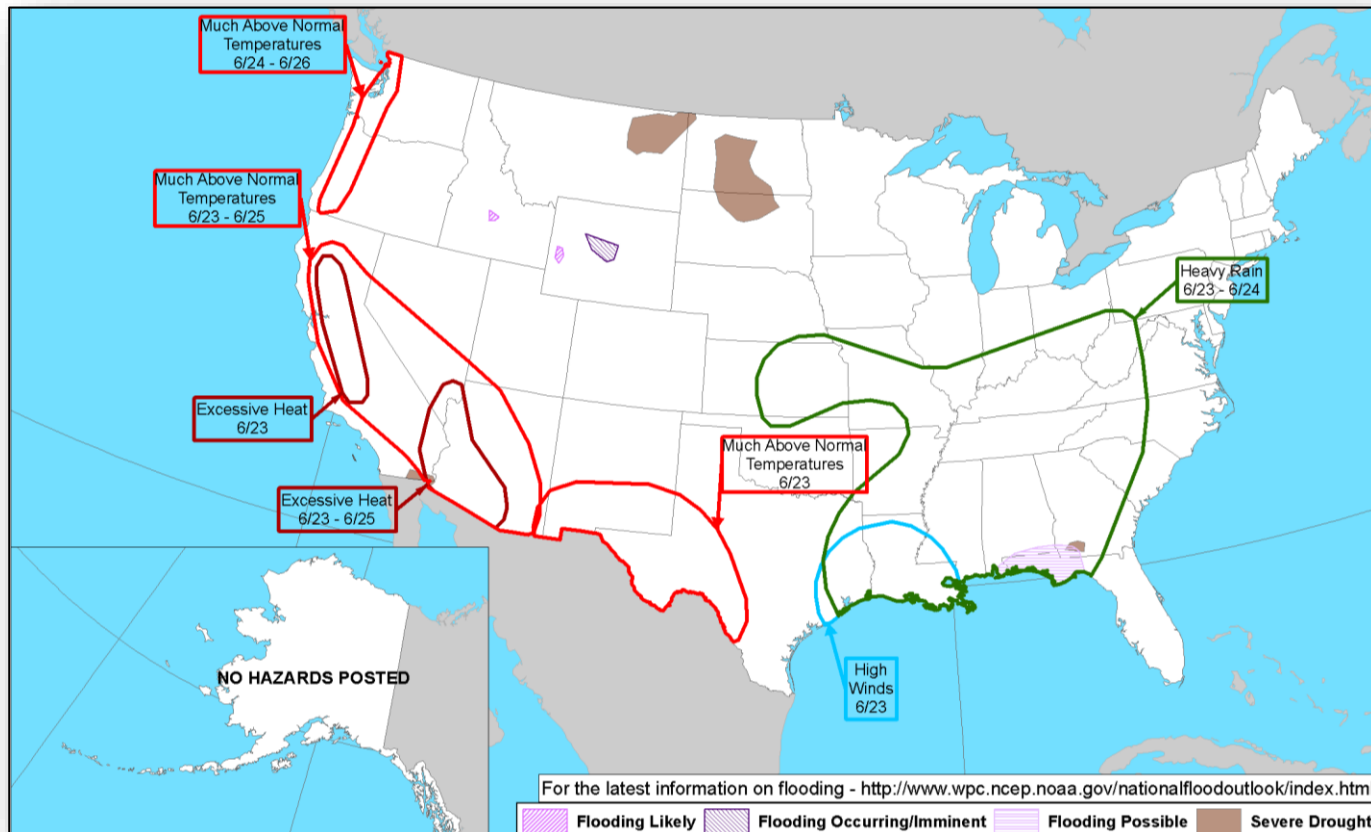 Much Above Normal
Temperatures
6/24 - 6/26
Much Above Normal
Temperatures
6/23 - 6/25
Heavy Rain
6/23 - 6/24
Excessive Heat
6/23
Much Above Normal
Temperatures
6/23
Excessive Heat
6/23 - 6/25
NO HAZARDS POSTED
High
Winds
6/23
For the latest information on flooding - http://www.wpc.ncep.noaa.gov/nationalfloodoutlook/index.htm
Flooding Likely Flooding Occurring/Imminent Flooding Possible Severe Drought